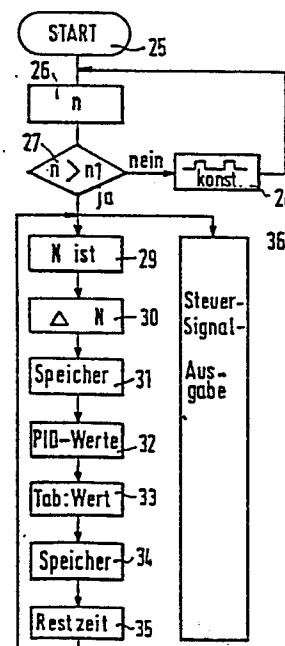 START
25
26
n
27
n > n1
nein
konst.
ja
N ist
29
36
Δ N
30
Steuer-
Signal-
Aus-
gabe
Speicher
31
PID-Werte
32
Tab:Wert
33
Speicher
34
Restzeit
35